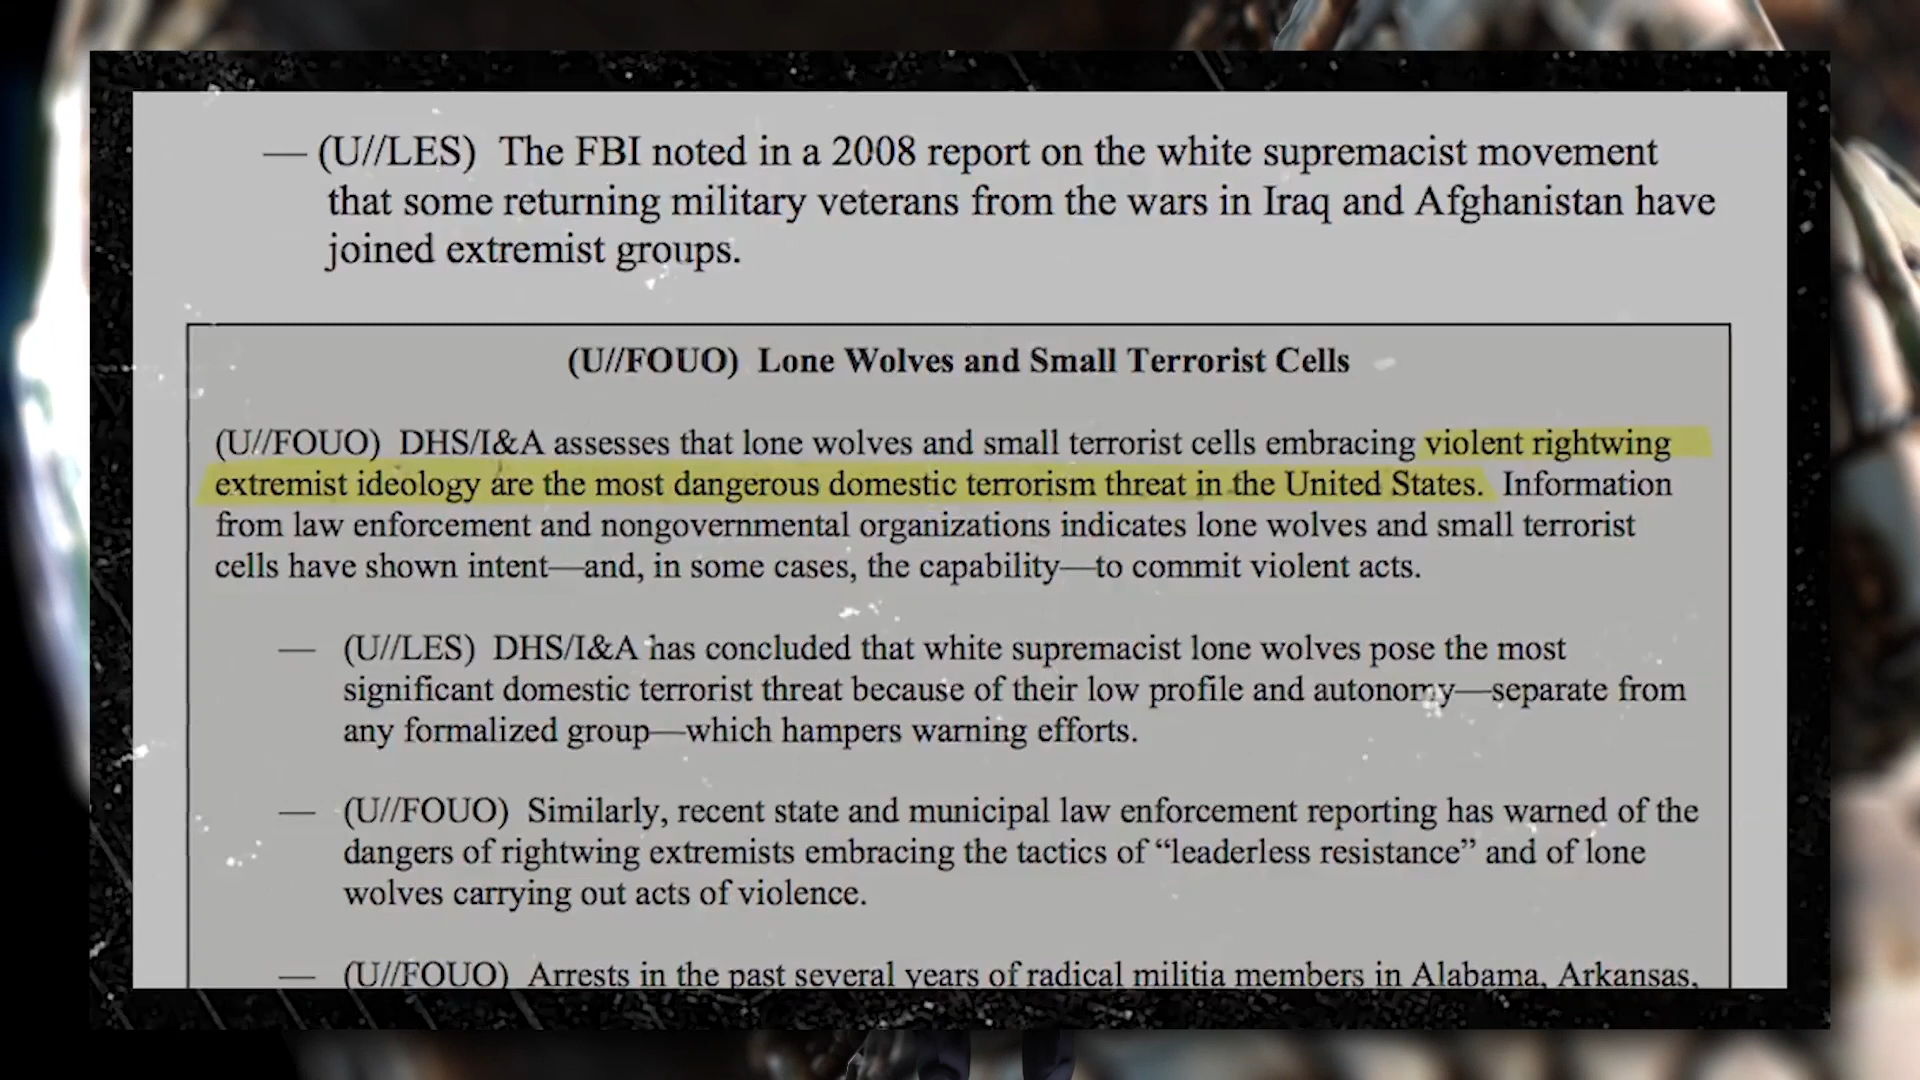 — (U//LES) The FBI noted in a 2008 report on the white supremacist movement
that some returning military veterans from the wars in Iraq and Afghanistan have
joined extremist groups.
(U//FOUO) Lone Wolves and Small Terrorist Cells
(U//FOUO) DHS/I&A assesses that lone wolves and small terrorist cells embracing violent rightwing
extremist ideology are the most dangerous domestic terrorism threat in the United States. Information
from law enforcement and nongovernmental organizations indicates lone wolves and small terrorist
cells have shown intent—and, in some cases, the capability—to commit violent acts.
— (U//LES) DHS/I&A has concluded that white supremacist lone wolves pose the most
significant domestic terrorist threat because of their low profile and autonomy—separate from
any formalized group—which hampers warning efforts.
— (U//FOUO) Similarly, recent state and municipal law enforcement reporting has warned of the
dangers of rightwing extremists embracing the tactics of “leaderless resistance” and of lone
wolves carrying out acts of violence.
— (U//FOUO) Arrests in the past several years of radical militia members in Alabama, Arkansas,